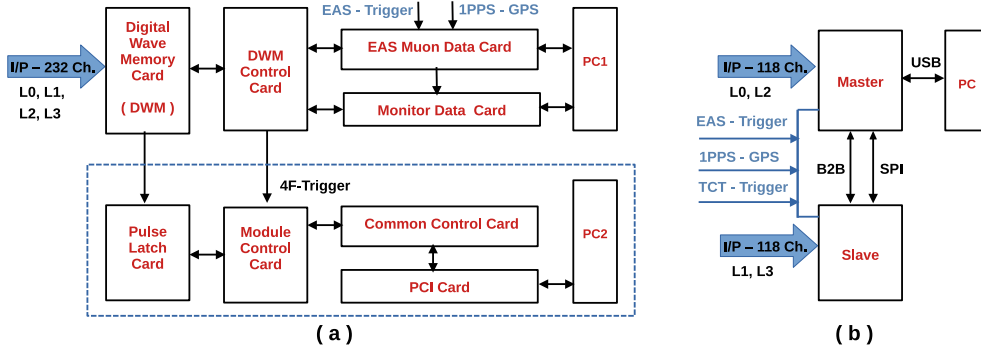 EAS - Trigger
1PPS - GPS
Digital
Wave
Memory
Card
( DWM )
I/P – 232 Ch.
L0, L1,
L2, L3
DWM
Control
Card
EAS Muon Data Card
Monitor Data Card
PC1
4F-Trigger
Pulse
Latch
Card
Module
Control
Card
Common Control Card
PCI Card
PC2
( a )
I/P – 118 Ch.
L0, L2
Master
USB
PC
EAS - Trigger
1PPS - GPS
TCT - Trigger
B2B
SPI
I/P – 118 Ch.
L1, L3
Slave
( b )